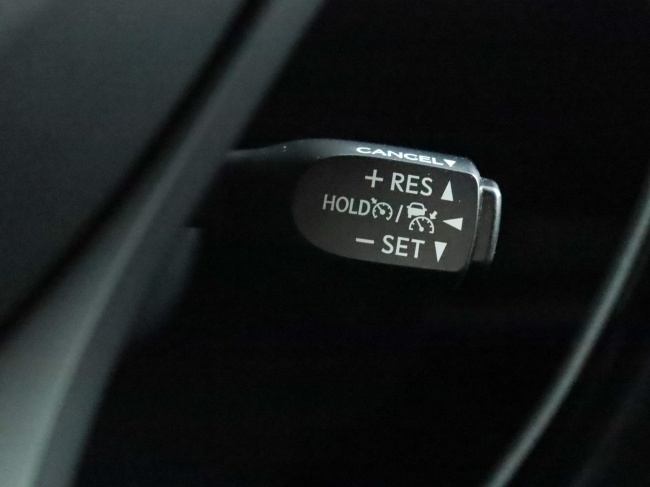 CANCEL▼
+ RES ▲
HOLD / ◀
− SET ▼